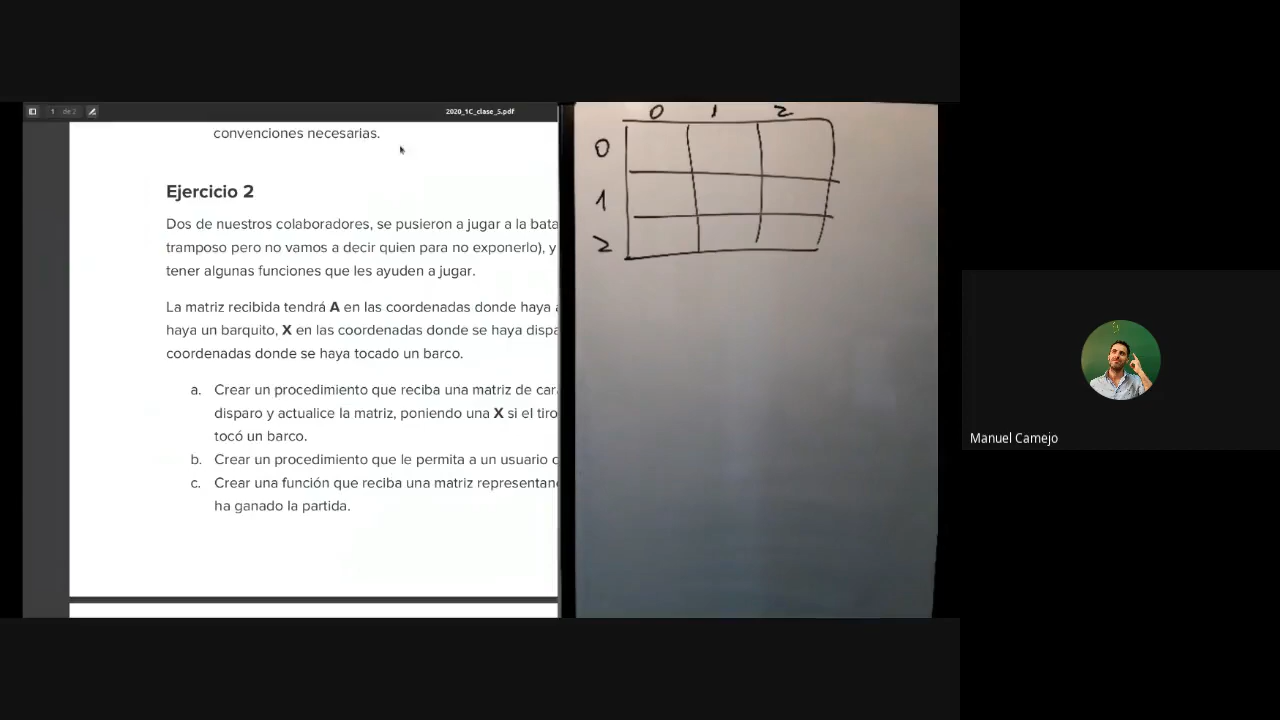 1 de 2
2020_1C_clase_5.pdf
convenciones necesarias.
Ejercicio 2
Dos de nuestros colaboradores, se pusieron a jugar a la bata
tramposo pero no vamos a decir quien para no exponerlo), y
tener algunas funciones que les ayuden a jugar.
La matriz recibida tendrá A en las coordenadas donde haya
haya un barquito, X en las coordenadas donde se haya dispa
coordenadas donde se haya tocado un barco.
a. Crear un procedimiento que reciba una matriz de car
disparo y actualice la matriz, poniendo una X si el tiro
tocó un barco.
b. Crear un procedimiento que le permita a un usuario
c. Crear una función que reciba una matriz representan
ha ganado la partida.
0 1 2
0
1
2
Manuel Camejo